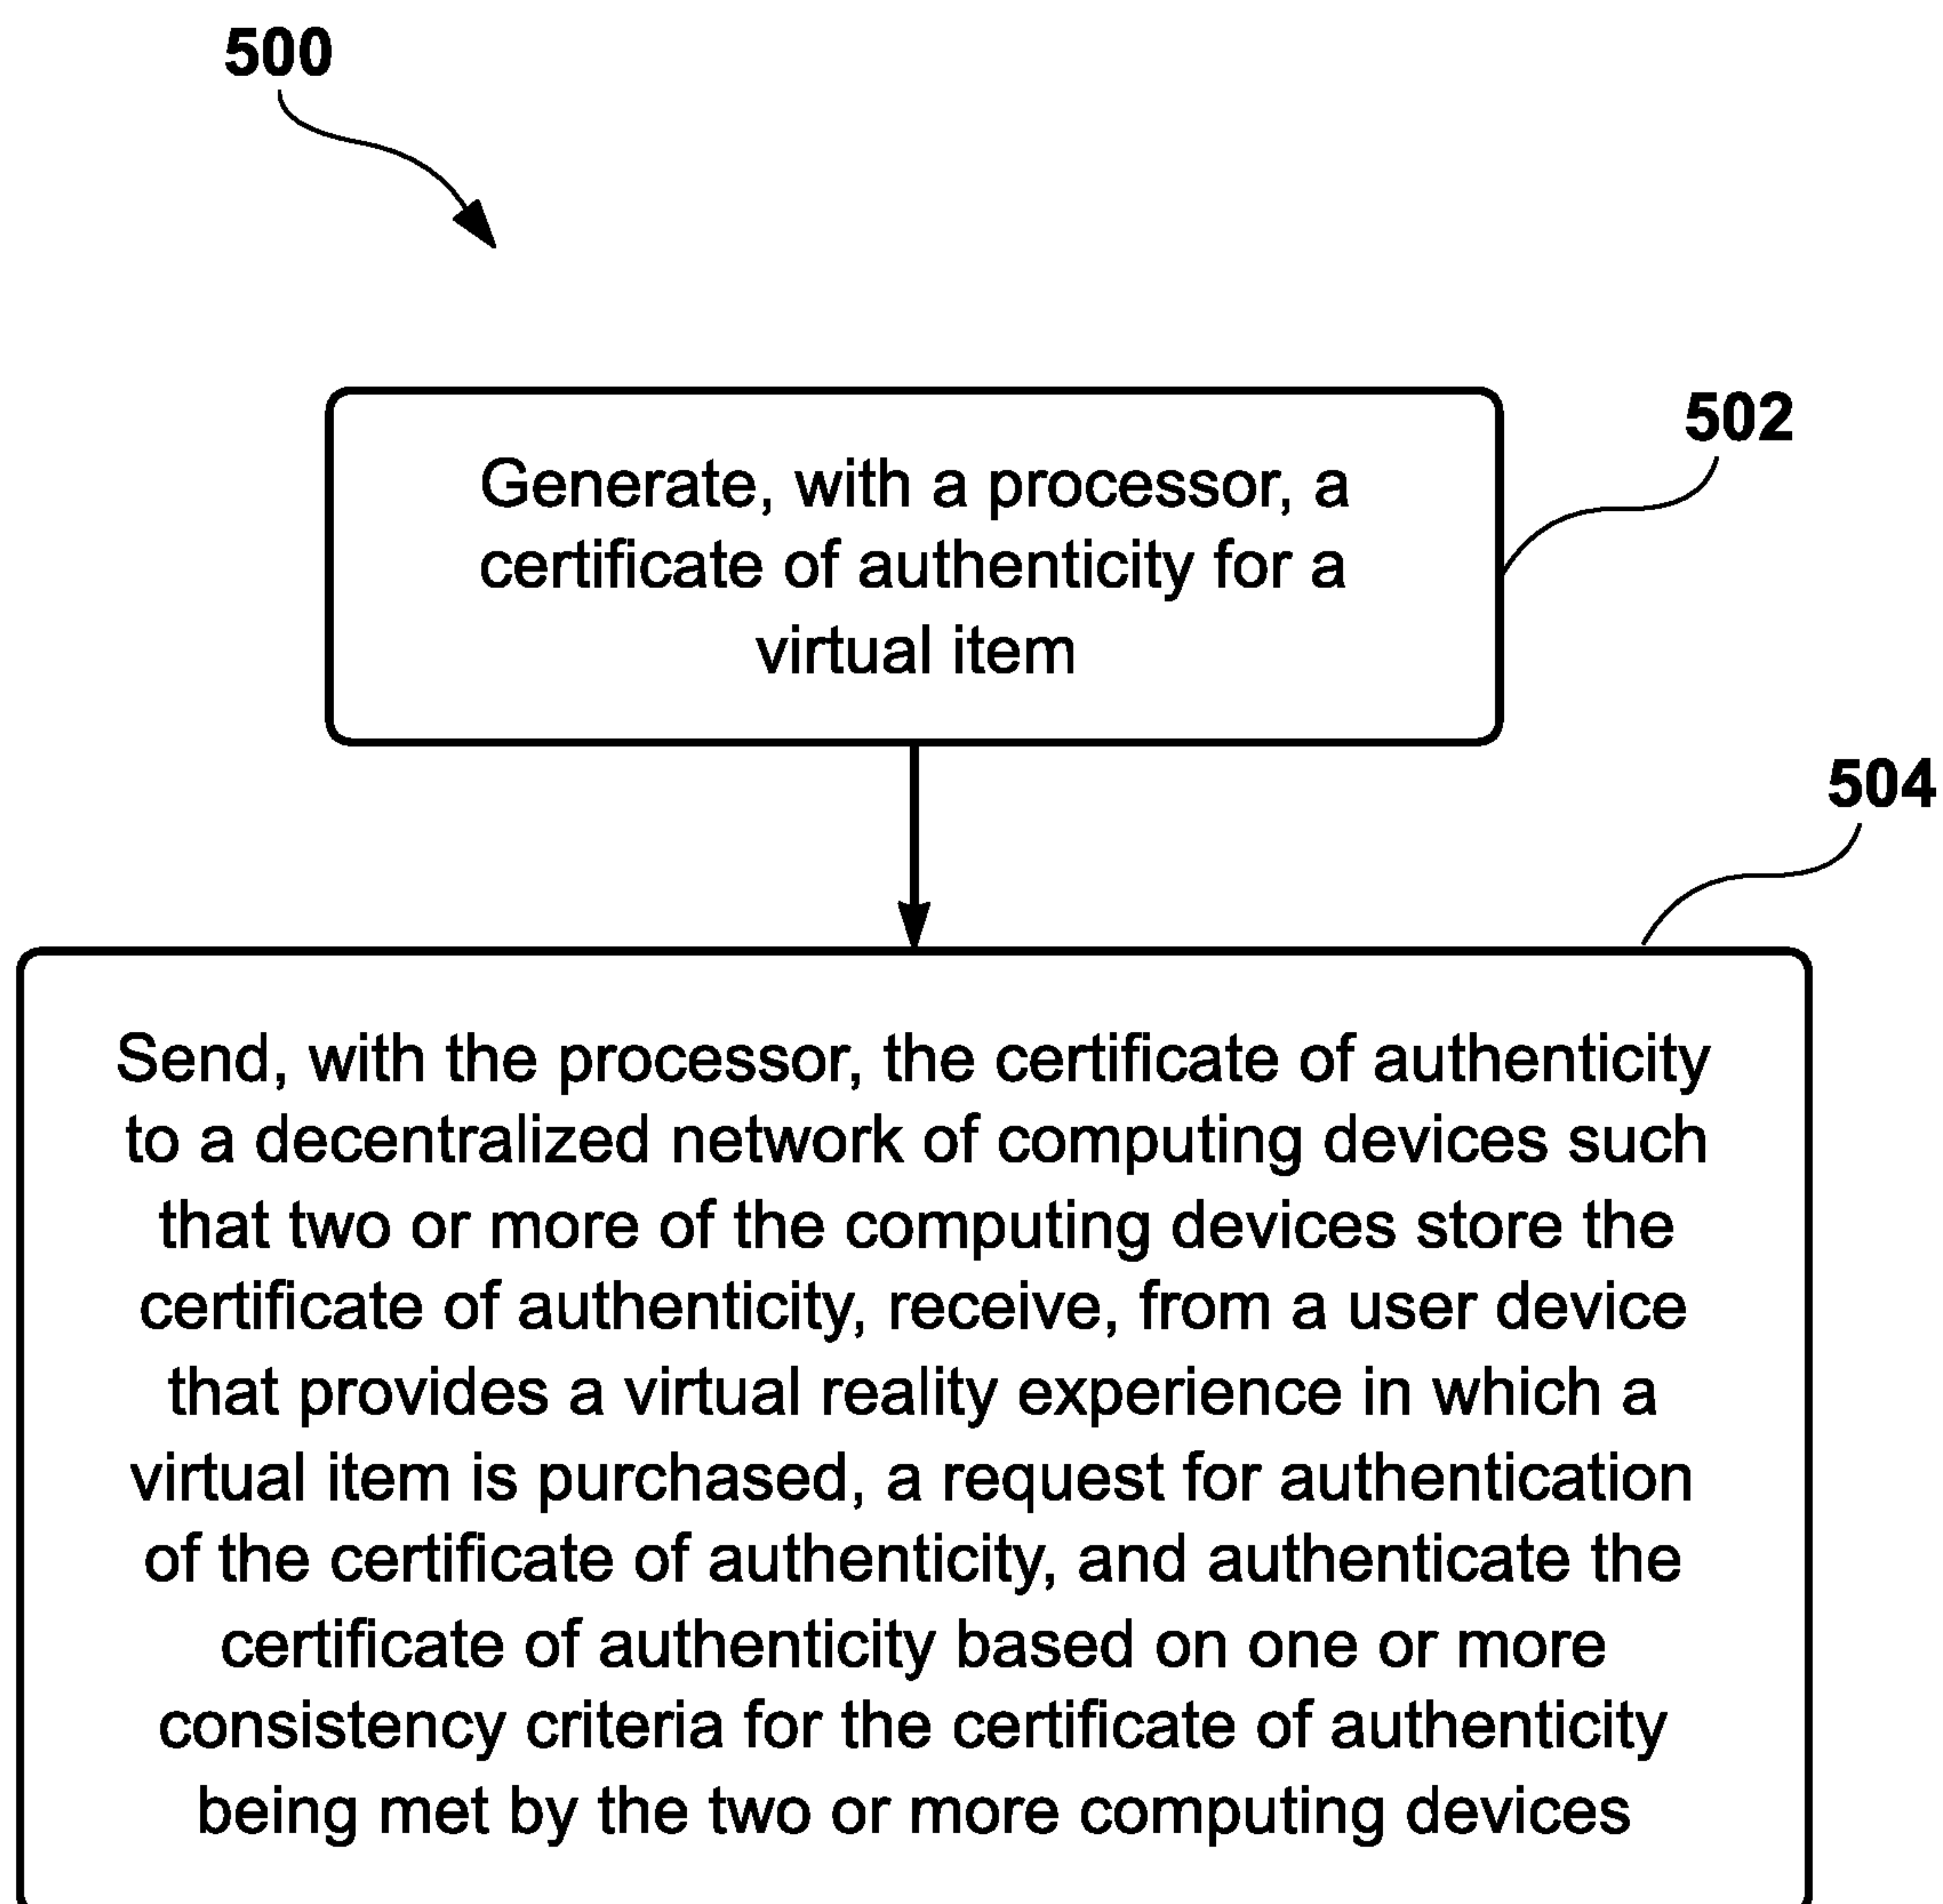 500
502
Generate, with a processor, a
certificate of authenticity for a
virtual item
504
Send, with the processor, the certificate of authenticity
to a decentralized network of computing devices such
that two or more of the computing devices store the
certificate of authenticity, receive, from a user device
that provides a virtual reality experience in which a
virtual item is purchased, a request for authentication
of the certificate of authenticity, and authenticate the
certificate of authenticity based on one or more
consistency criteria for the certificate of authenticity
being met by the two or more computing devices